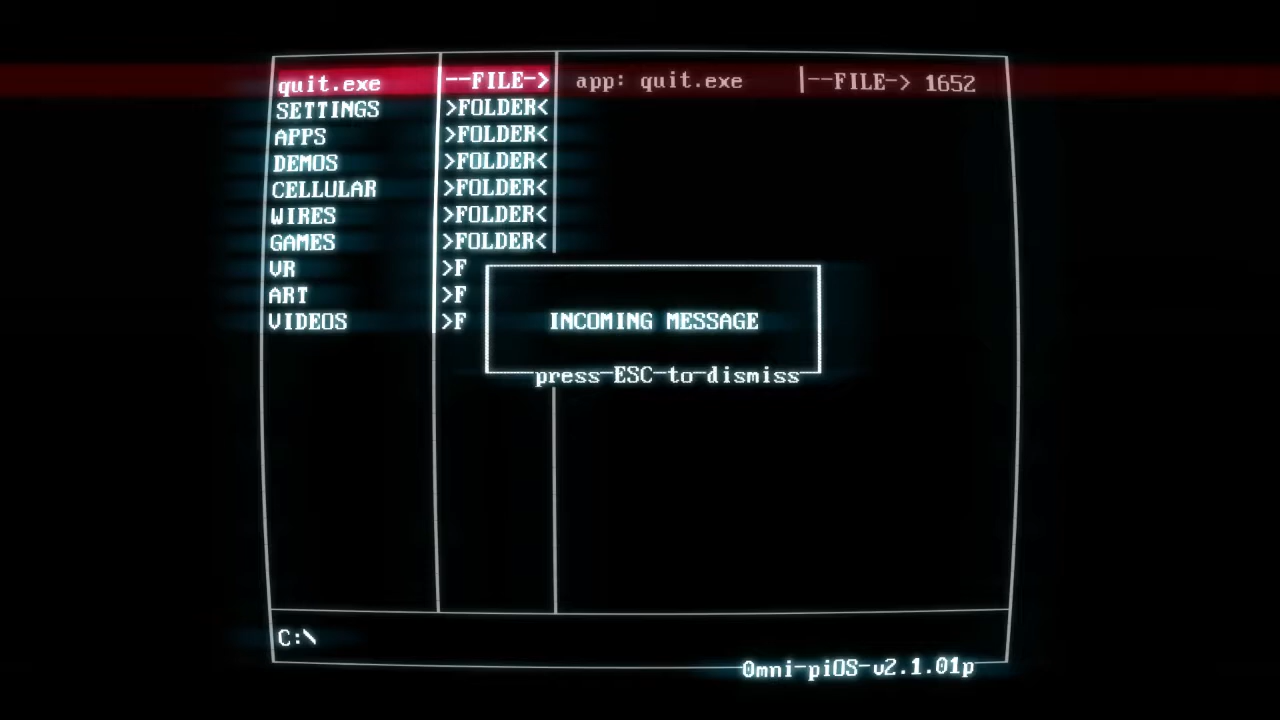 quit.exe --FILE-> app: quit.exe |--FILE-> 1652
SETTINGS >FOLDER<
APPS >FOLDER<
DEMOS >FOLDER<
CELLULAR >FOLDER<
WIRES >FOLDER<
GAMES >FOLDER<
VR >F
ART >F
VIDEOS >F
INCOMING MESSAGE
press-ESC-to-dismiss
C:\
Omni-piOS-v2.1.01p